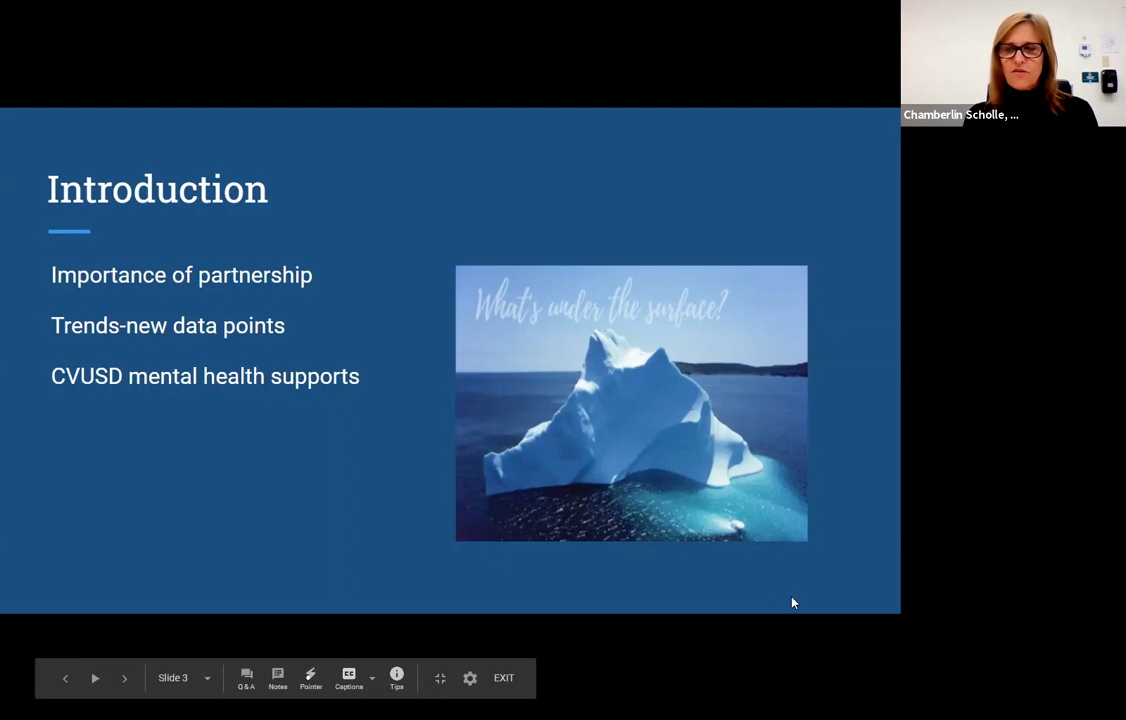 Chamberlin Scholle, ...
Introduction
Importance of partnership
Trends-new data points
CVUSD mental health supports
What's under the surface?
Slide 3
Q & A
Notes
Pointer
CC
Captions
Tips
EXIT